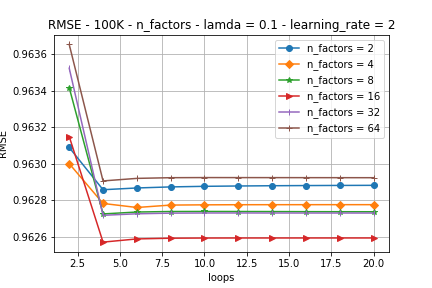 RMSE - 100K - n_factors - lamda = 0.1 - learning_rate = 2
RMSE
0.9636
0.9634
0.9632
0.9630
0.9628
0.9626
n_factors = 2
n_factors = 4
n_factors = 8
n_factors = 16
n_factors = 32
n_factors = 64
2.5 5.0 7.5 10.0 12.5 15.0 17.5 20.0
loops